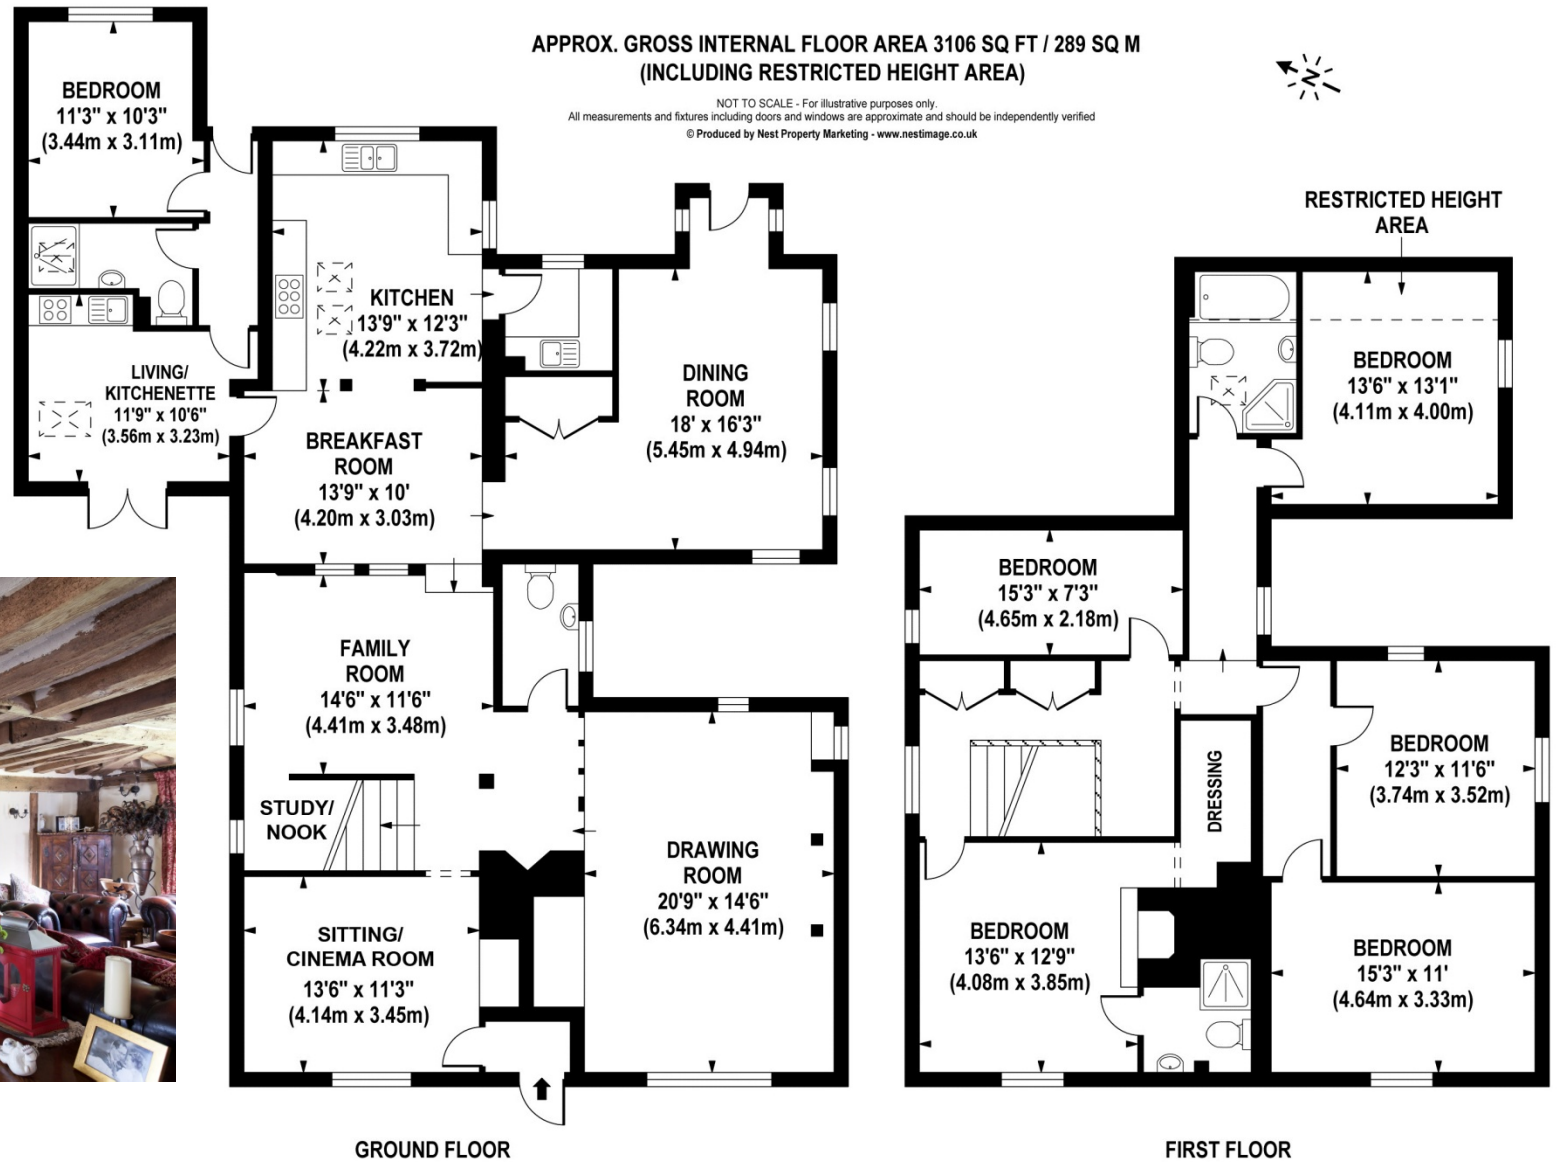 APPROX. GROSS INTERNAL FLOOR AREA 3106 SQ FT / 289 SQ M
(INCLUDING RESTRICTED HEIGHT AREA)
NOT TO SCALE - For illustrative purposes only.
All measurements and fixtures including doors and windows are approximate and should be independently verified
© Produced by Nest Property Marketing - www.nestimage.co.uk
N
BEDROOM
11'3" x 10'3"
(3.44m x 3.11m)
KITCHEN
13'9" x 12'3"
(4.22m x 3.72m)
LIVING/
KITCHENETTE
11'9" x 10'6"
(3.56m x 3.23m)
BREAKFAST
ROOM
13'9" x 10'
(4.20m x 3.03m)
DINING
ROOM
18' x 16'3"
(5.45m x 4.94m)
FAMILY
ROOM
14'6" x 11'6"
(4.41m x 3.48m)
STUDY/
NOOK
DRAWING
ROOM
20'9" x 14'6"
(6.34m x 4.41m)
SITTING/
CINEMA ROOM
13'6" x 11'3"
(4.14m x 3.45m)
GROUND FLOOR
RESTRICTED HEIGHT
AREA
BEDROOM
13'6" x 13'1"
(4.11m x 4.00m)
BEDROOM
15'3" x 7'3"
(4.65m x 2.18m)
DRESSING
BEDROOM
12'3" x 11'6"
(3.74m x 3.52m)
BEDROOM
13'6" x 12'9"
(4.08m x 3.85m)
BEDROOM
15'3" x 11'
(4.64m x 3.33m)
FIRST FLOOR